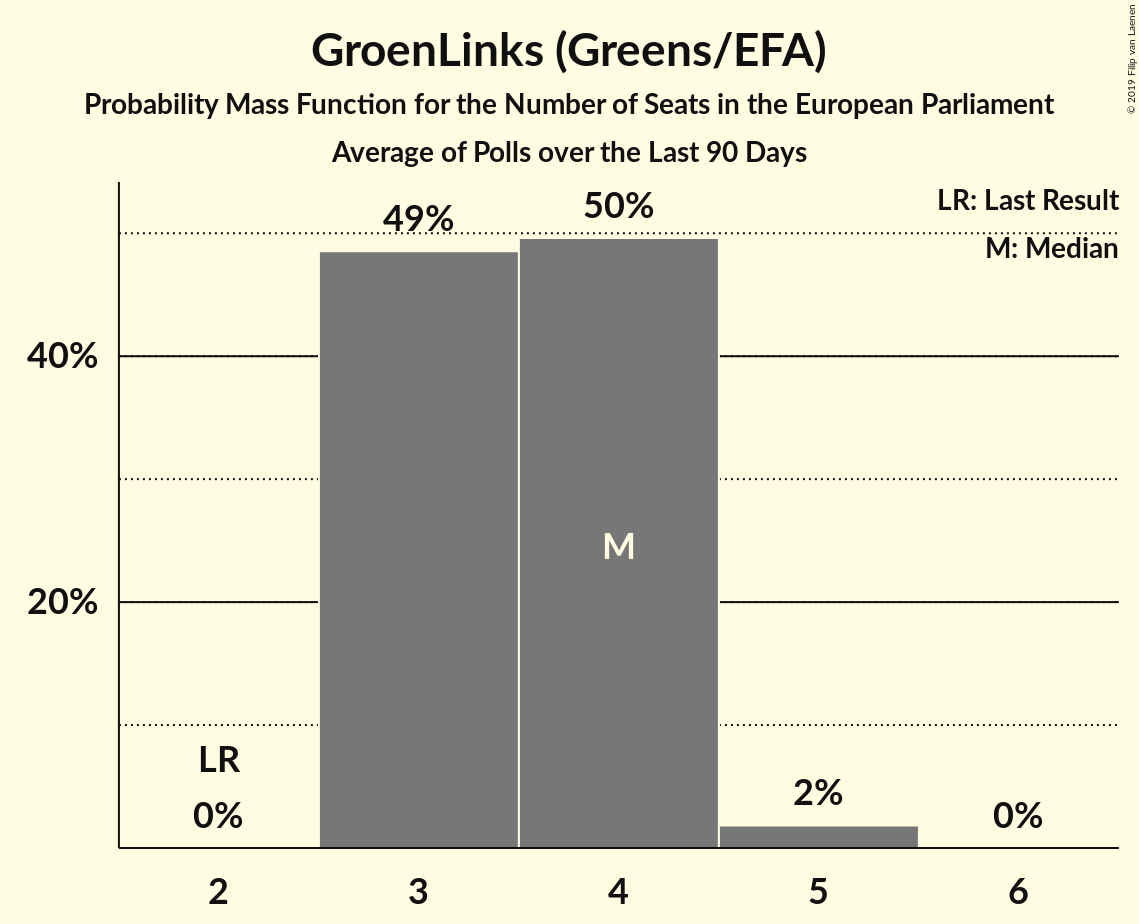 GroenLinks (Greens/EFA)
Probability Mass Function for the Number of Seats in the European Parliament
Average of Polls over the Last 90 Days
© 2019 Filip van Laenen
LR: Last Result
M: Median
49%
50%
40%
20%
M
LR
0%
2%
0%
2
3
4
5
6